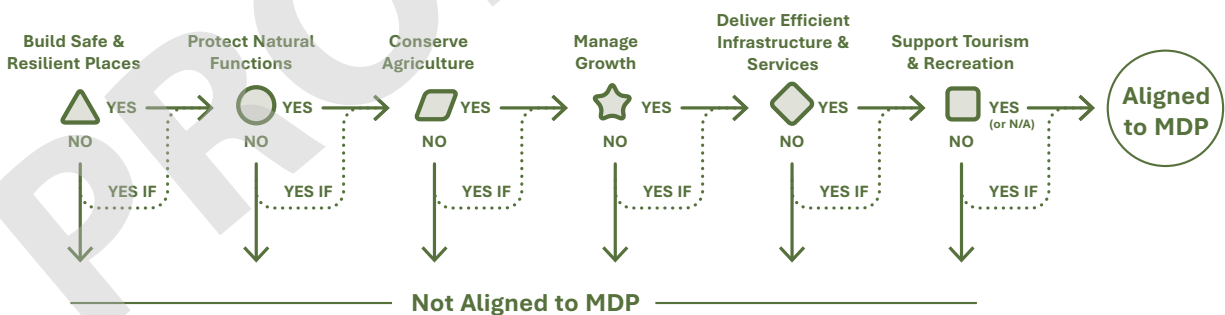 Build Safe &
Resilient Places
Protect Natural
Functions
Conserve
Agriculture
Manage
Growth
Deliver Efficient
Infrastructure &
Services
Support Tourism
& Recreation
YES
YES
YES
YES
YES
YES
(or N/A)
Aligned
to MDP
NO
NO
NO
NO
NO
NO
YES IF
YES IF
YES IF
YES IF
YES IF
YES IF
Not Aligned to MDP
PRO